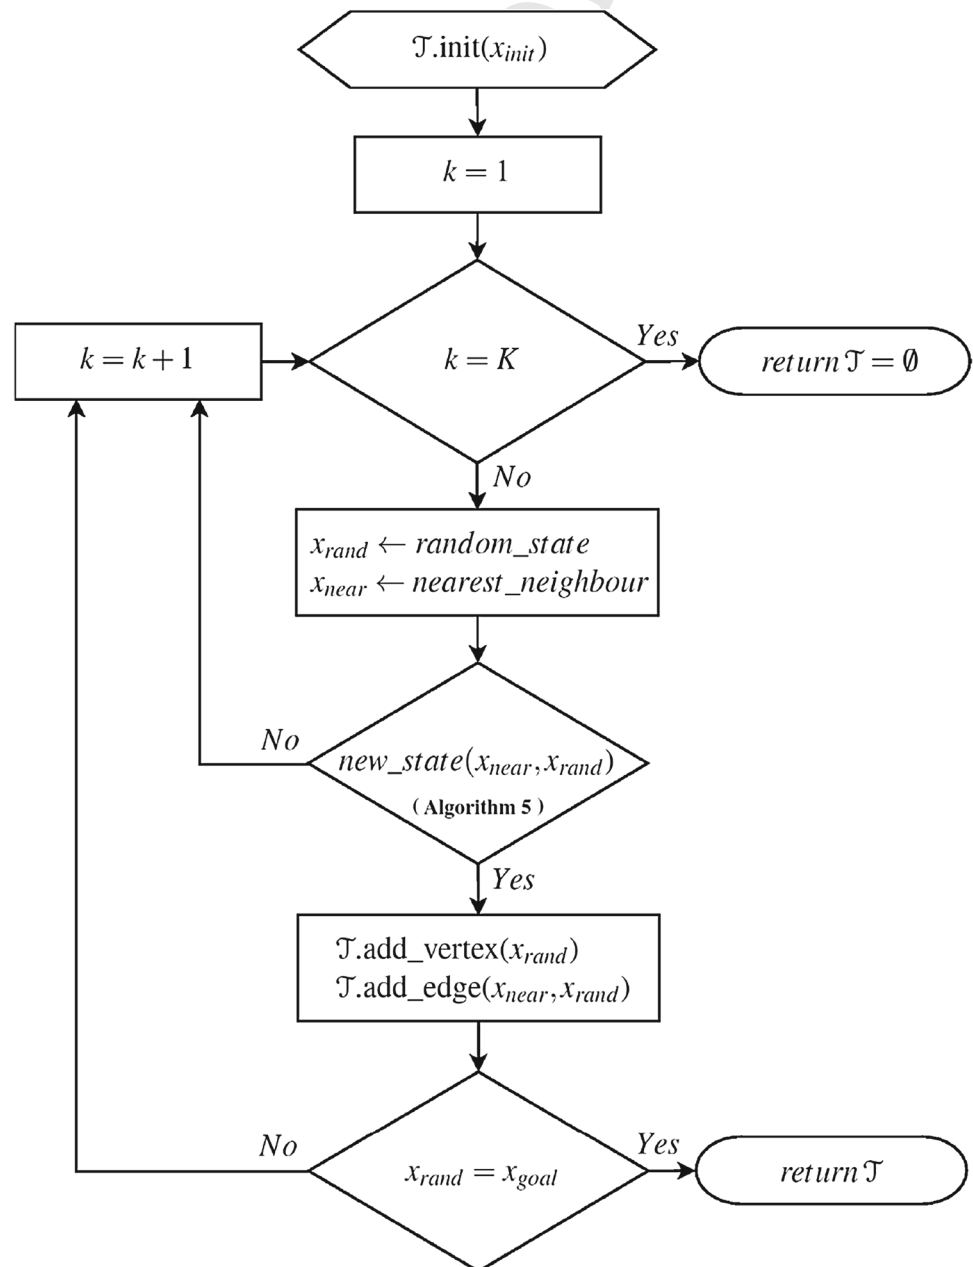 𝒯.init(x_init)
k = 1
k = k + 1
k = K
Yes
return 𝒯 = ∅
No
x_rand ← random_state
x_near ← nearest_neighbour
No
new_state(x_near, x_rand)
( Algorithm 5 )
Yes
𝒯.add_vertex(x_rand)
𝒯.add_edge(x_near, x_rand)
No
x_rand = x_goal
Yes
return 𝒯